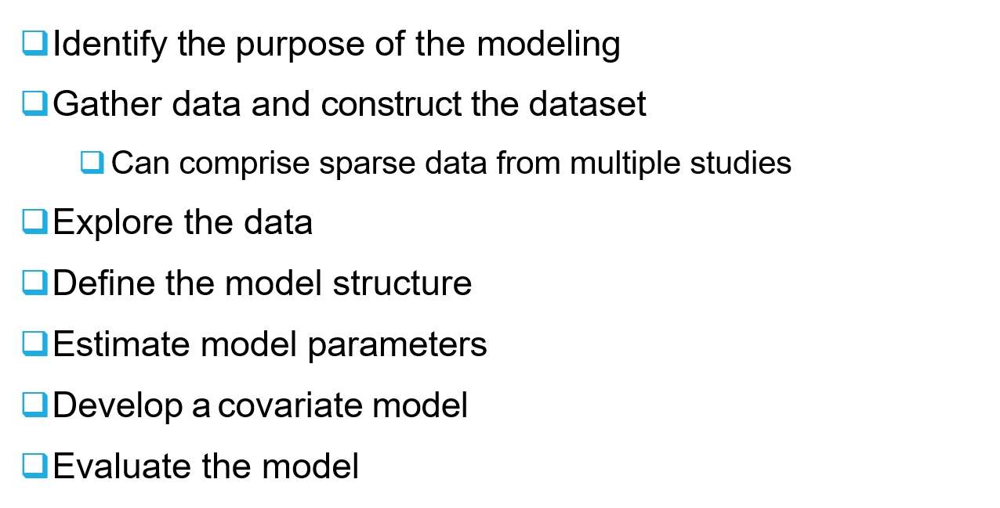 ❑Identify the purpose of the modeling
❑Gather data and construct the dataset
❑Can comprise sparse data from multiple studies
❑Explore the data
❑Define the model structure
❑Estimate model parameters
❑Develop a covariate model
❑Evaluate the model